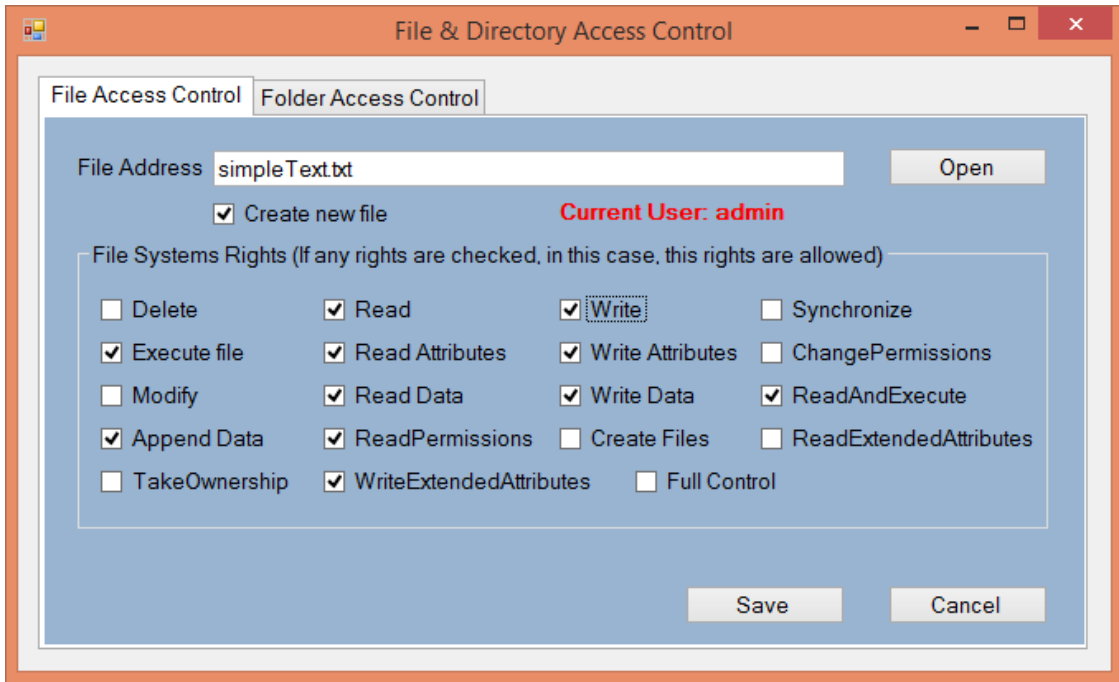 File & Directory Access Control
File Access Control Folder Access Control
File Address simpleText.txt Open
Create new file Current User: admin
File Systems Rights (If any rights are checked, in this case, this rights are allowed)
Delete Read Write Synchronize
Execute file Read Attributes Write Attributes ChangePermissions
Modify Read Data Write Data ReadAndExecute
Append Data ReadPermissions Create Files ReadExtendedAttributes
TakeOwnership WriteExtendedAttributes Full Control
Save Cancel